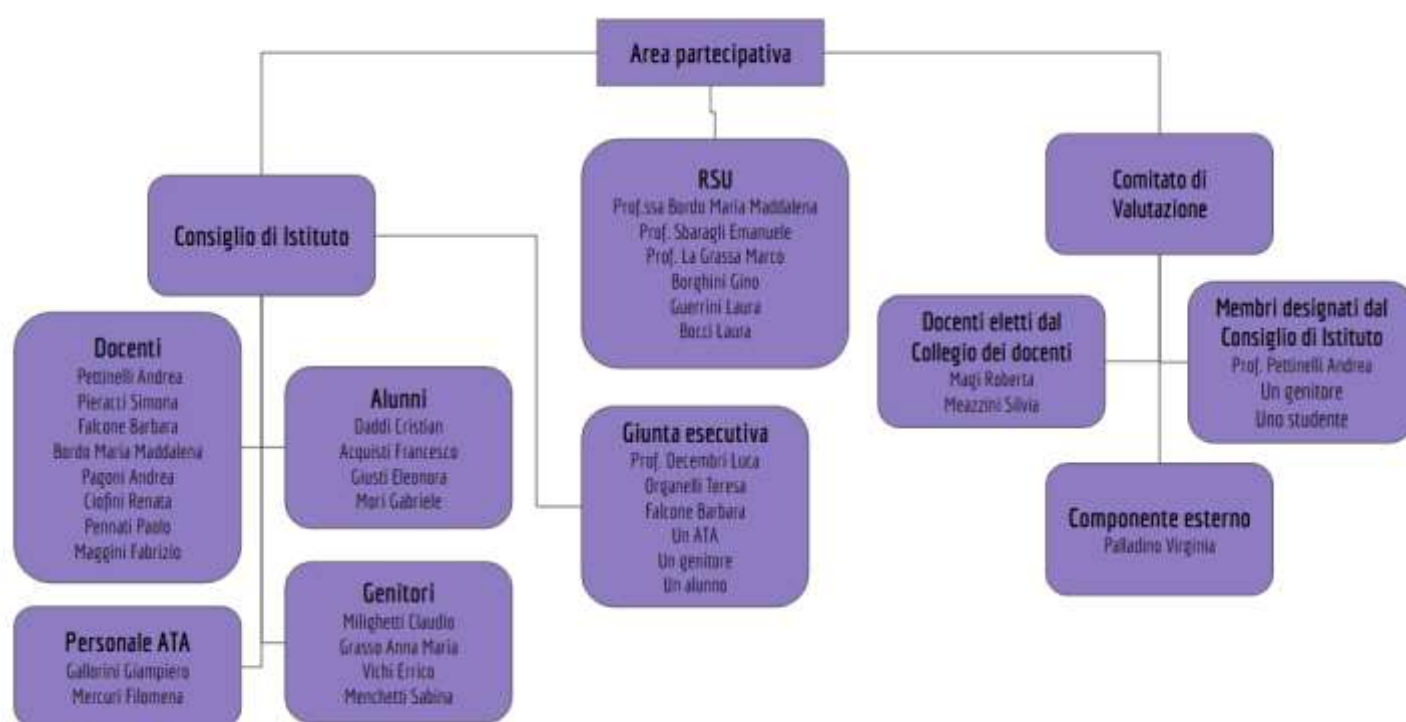 Area partecipativa
RSU
Prof.ssa Bordo Maria Maddalena
Prof. Sbaragli Emanuele
Prof. La Grassa Marco
Borghini Gino
Guerrini Laura
Bocci Laura
Comitato di
Valutazione
Consiglio di Istituto
Docenti
Pettinelli Andrea
Pieracci Simona
Falcone Barbara
Bordo Maria Maddalena
Pagoni Andrea
Ciofini Renata
Pennati Paolo
Maggini Fabrizio
Alunni
Daddi Cristian
Acquisti Francesco
Giusti Eleonora
Mori Gabriele
Giunta esecutiva
Prof. Decembri Luca
Organelli Teresa
Falcone Barbara
Un ATA
Un genitore
Un alunno
Docenti eletti dal
Collegio dei docenti
Magi Roberta
Meazzini Silvia
Membri designati dal
Consiglio di Istituto
Prof. Pettinelli Andrea
Un genitore
Uno studente
Componente esterno
Palladino Virginia
Personale ATA
Gallorini Giampiero
Mercuri Filomena
Genitori
Milighetti Claudio
Grasso Anna Maria
Vichi Errico
Menchetti Sabina